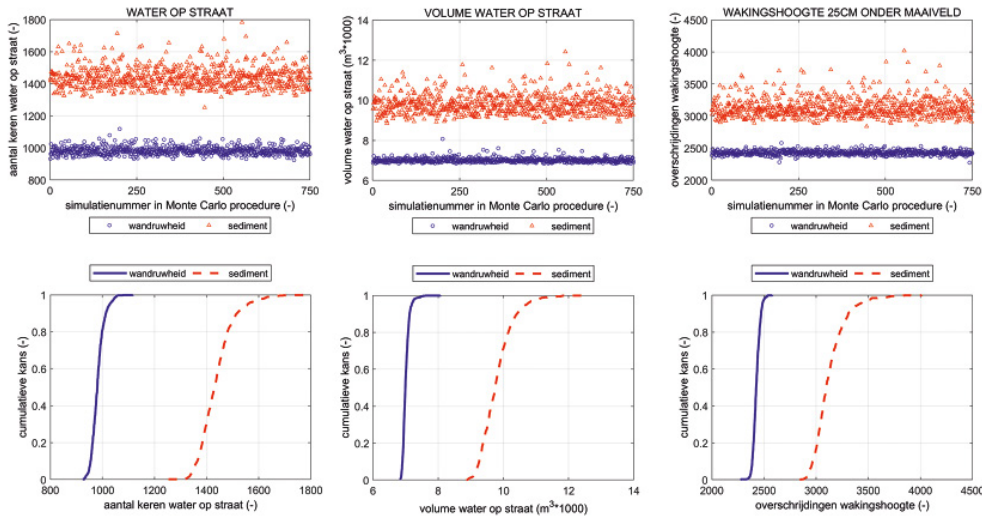 WATER OP STRAAT
aantal keren water op straat (-)
1800
1600
1400
1200
1000
800
0
250
500
750
simulatienummer in Monte Carlo procedure (-)
wandruwheid
sediment
VOLUME WATER OP STRAAT
volume water op straat (m³*1000)
14
12
10
8
6
0
250
500
750
simulatienummer in Monte Carlo procedure (-)
wandruwheid
sediment
WAKINGSHOOGTE 25CM ONDER MAAIVELD
overschrijdingen wakingshoogte (-)
4500
4000
3500
3000
2500
2000
0
250
500
750
simulatienummer in Monte Carlo procedure (-)
wandruwheid
sediment
wandruwheid
sediment
cumulatieve kans (-)
1
0.8
0.6
0.4
0.2
0
800
1000
1200
1400
1600
1800
aantal keren water op straat (-)
wandruwheid
sediment
cumulatieve kans (-)
1
0.8
0.6
0.4
0.2
0
6
8
10
12
14
volume water op straat (m³*1000)
wandruwheid
sediment
cumulatieve kans (-)
1
0.8
0.6
0.4
0.2
0
2000
2500
3000
3500
4000
4500
overschrijdingen wakingshoogte (-)